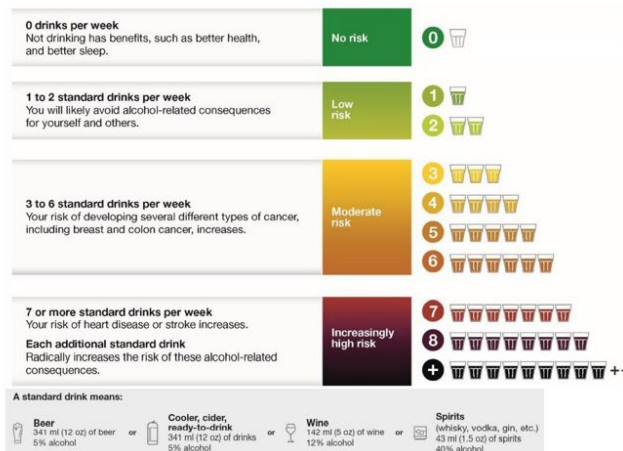 0 drinks per week
Not drinking has benefits, such as better health,
and better sleep.
No risk
0
1 to 2 standard drinks per week
You will likely avoid alcohol-related consequences
for yourself and others.
Low
risk
1
2
3 to 6 standard drinks per week
Your risk of developing several different types of cancer,
including breast and colon cancer, increases.
Moderate
risk
3
4
5
6
7 or more standard drinks per week
Your risk of heart disease or stroke increases.
Each additional standard drink
Radically increases the risk of these alcohol-related
consequences.
Increasingly
high risk
7
8
+
++
A standard drink means:
Beer
341 ml (12 oz) of beer
5% alcohol
or
Cooler, cider,
ready-to-drink
341 ml (12 oz) of drinks
5% alcohol
or
Wine
142 ml (5 oz) of wine
12% alcohol
or
Spirits
(whisky, vodka, gin, etc.)
43 ml (1.5 oz) of spirits
40% alcohol